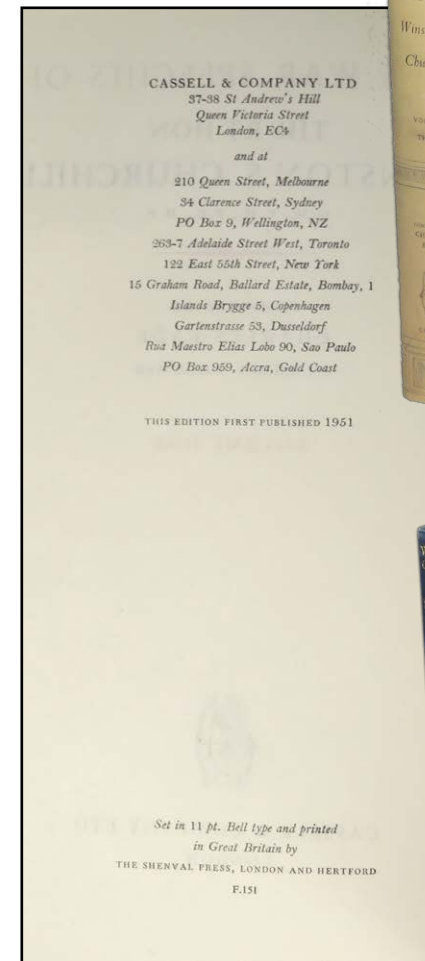 CASSELL & COMPANY LTD
37-38 St Andrew's Hill
Queen Victoria Street
London, EC4
and at
210 Queen Street, Melbourne
34 Clarence Street, Sydney
PO Box 9, Wellington, NZ
263-7 Adelaide Street West, Toronto
122 East 55th Street, New York
15 Graham Road, Ballard Estate, Bombay, 1
Islands Brygge 5, Copenhagen
Gartenstrasse 53, Dusseldorf
Rua Maestro Elias Lobo 90, Sao Paulo
PO Box 959, Accra, Gold Coast
THIS EDITION FIRST PUBLISHED 1951
Set in 11 pt. Bell type and printed
in Great Britain by
THE SHENVAL PRESS, LONDON AND HERTFORD
F.151